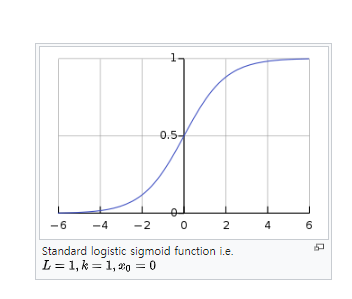 1
0.5
0
−6 −4 −2 0 2 4 6
Standard logistic sigmoid function i.e.
L = 1, k = 1, x₀ = 0